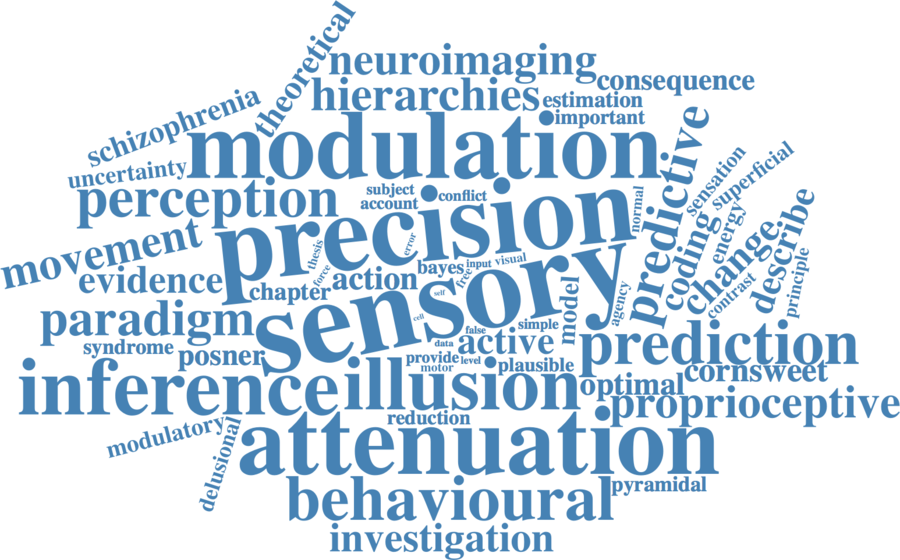 theoretical
neuroimaging
consequence
hierarchies
estimation
important
schizophrenia
modulation
uncertainty
predictive
sensation
superficial
perception
subject
account
conflict
precision
normal
coding
energy
movement
change
describe
evidence
thesis
force
error
action
bayes
input
visual
free
self
chapter
sensory
model
agency
contrast
principle
paradigm
cell
false
simple
data
active
prediction
syndrome
posner
provide
level
motor
plausible
inference
illusion
optimal
cornsweet
proprioceptive
reduction
modulatory
delusional
attenuation
behavioural
pyramidal
investigation